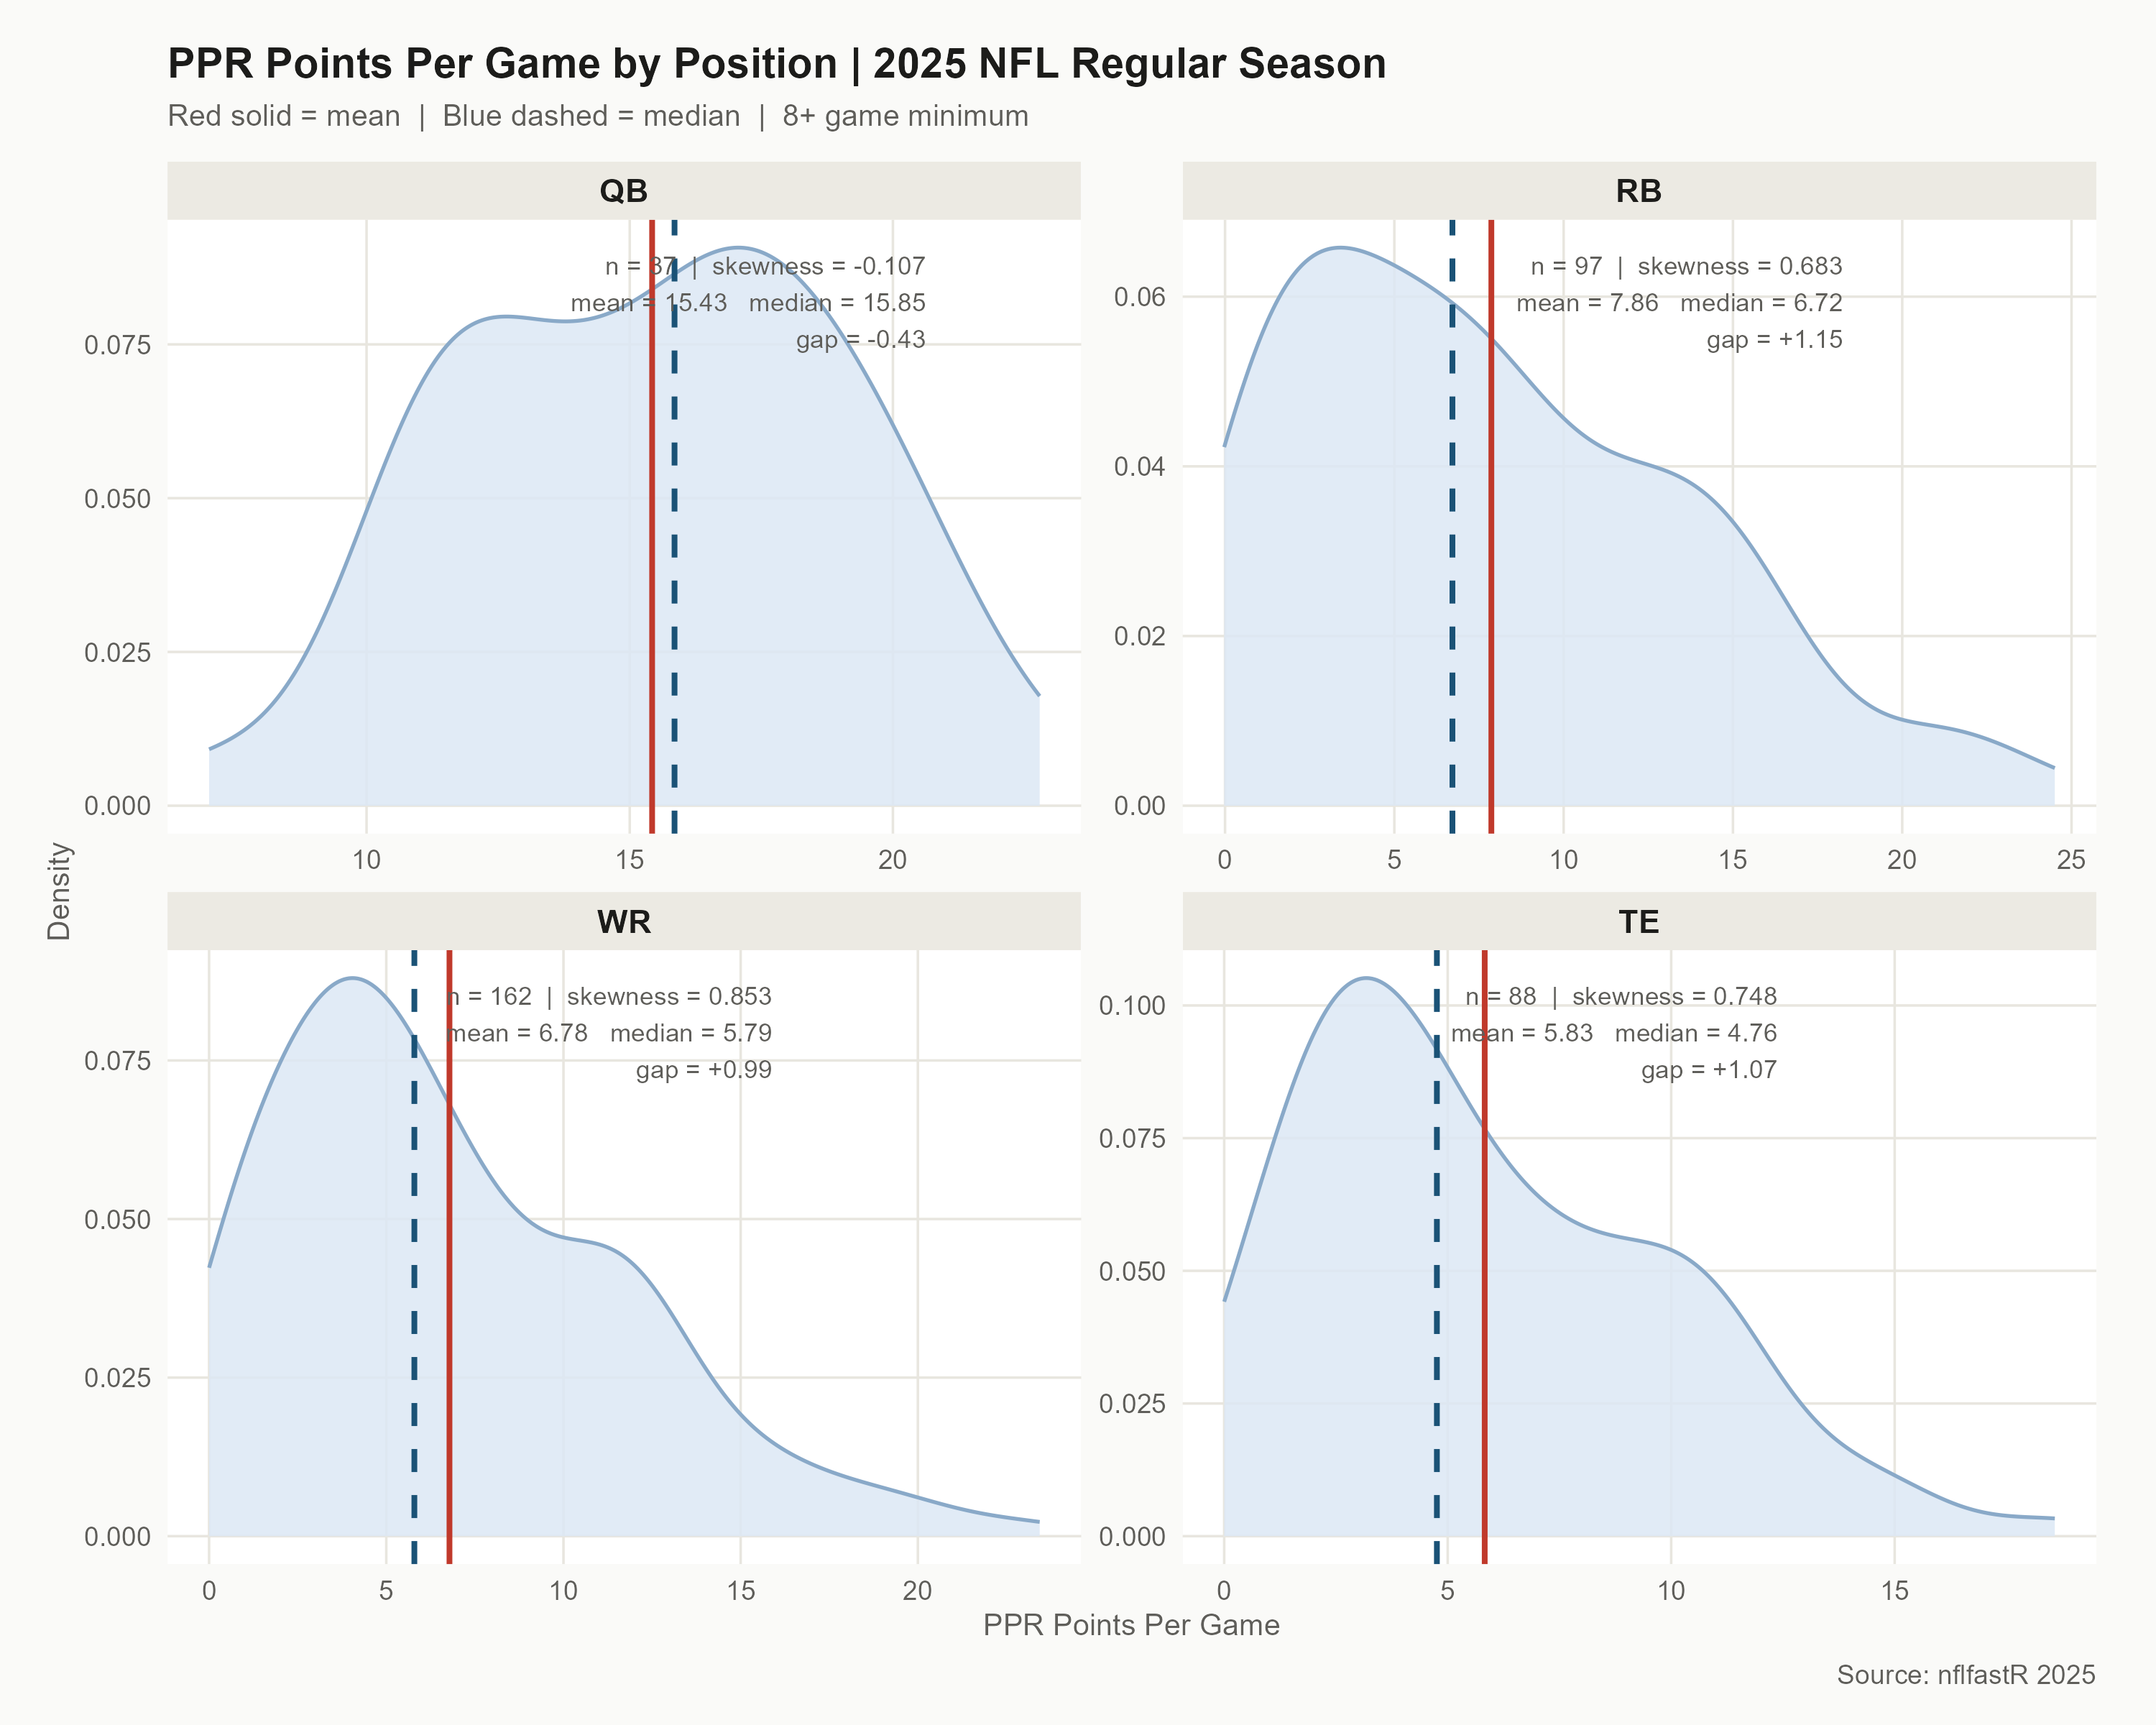 PPR Points Per Game by Position | 2025 NFL Regular Season
Red solid = mean | Blue dashed = median | 8+ game minimum
QB
n = 37 | skewness = -0.107
mean = 15.43 median = 15.85
gap = -0.43
0.075
0.050
0.025
0.000
10 15 20
RB
n = 97 | skewness = 0.683
mean = 7.86 median = 6.72
gap = +1.15
0.06
0.04
0.02
0.00
0 5 10 15 20 25
Density
WR
n = 162 | skewness = 0.853
mean = 6.78 median = 5.79
gap = +0.99
0.075
0.050
0.025
0.000
0 5 10 15 20
TE
n = 88 | skewness = 0.748
mean = 5.83 median = 4.76
gap = +1.07
0.100
0.075
0.050
0.025
0.000
0 5 10 15
PPR Points Per Game
Source: nflfastR 2025